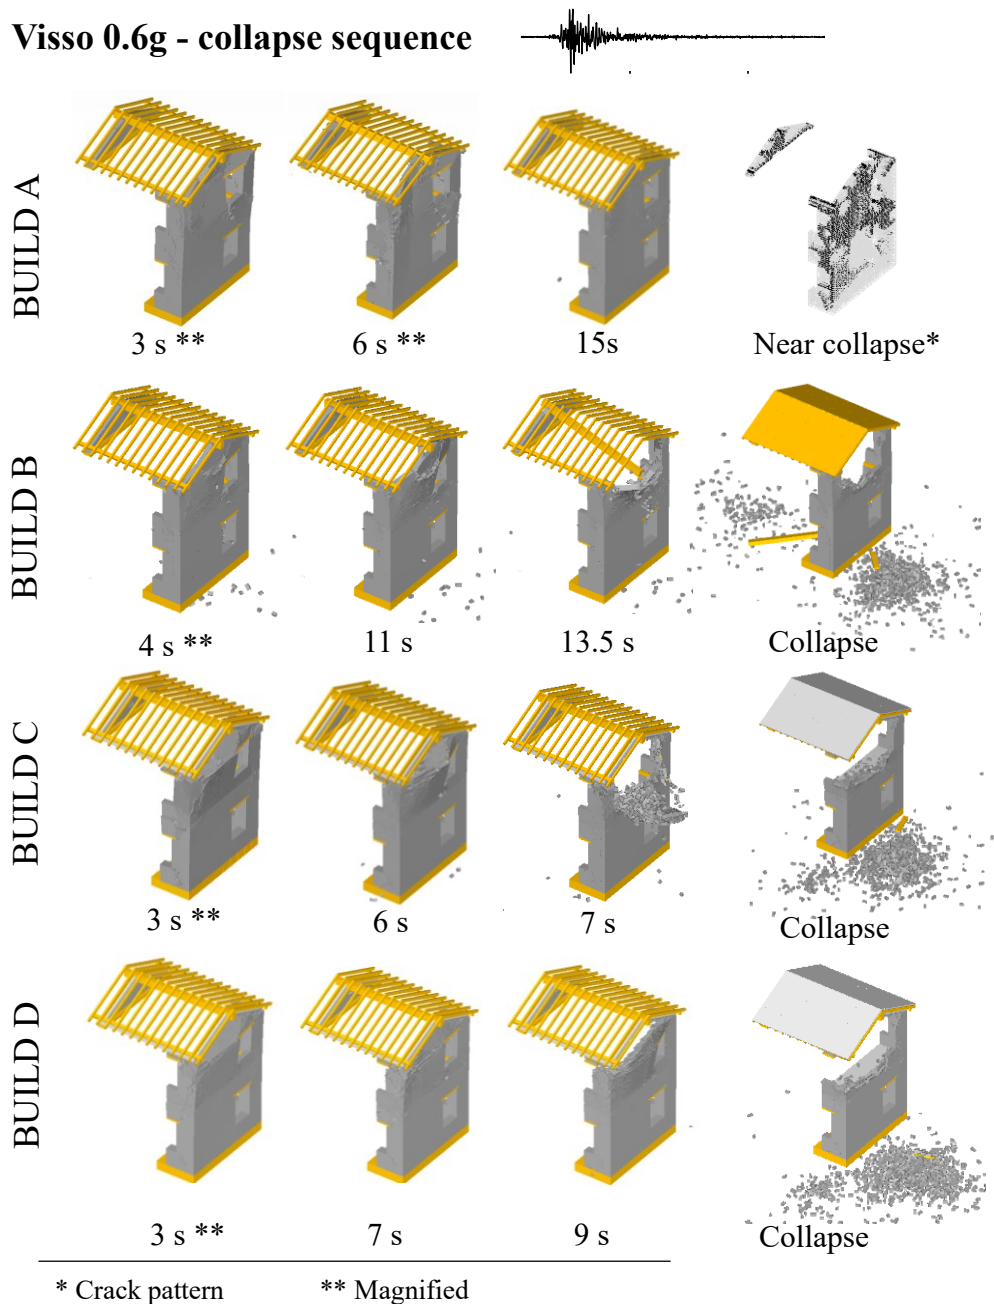 Visso 0.6g - collapse sequence
BUILD A
3 s **
6 s **
15s
Near collapse*
BUILD B
4 s **
11 s
13.5 s
Collapse
BUILD C
3 s **
6 s
7 s
Collapse
BUILD D
3 s **
7 s
9 s
Collapse
* Crack pattern
** Magnified